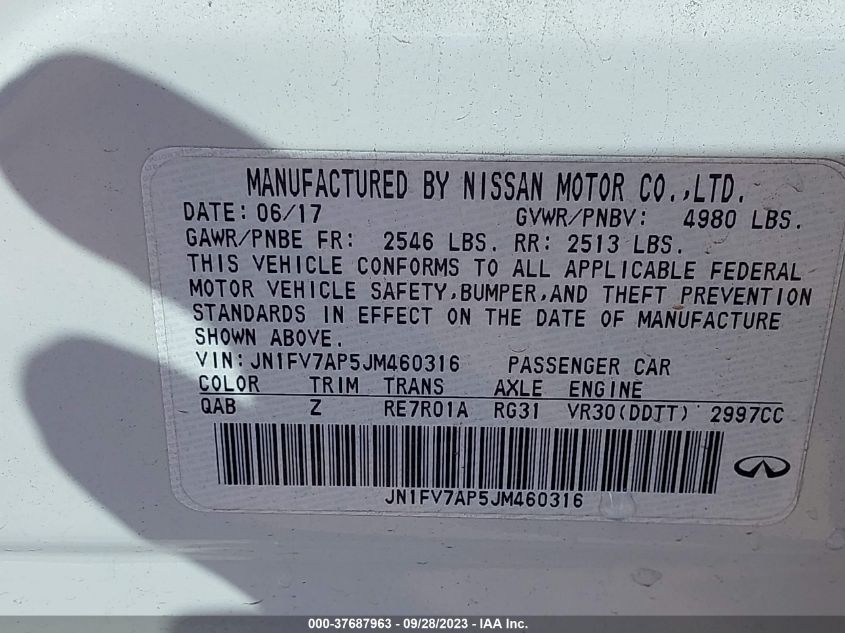 MANUFACTURED BY NISSAN MOTOR CO.,LTD.
DATE: 06/17 GVWR/PNBV: 4980 LBS.
GAWR/PNBE FR: 2546 LBS. RR: 2513 LBS.
THIS VEHICLE CONFORMS TO ALL APPLICABLE FEDERAL
MOTOR VEHICLE SAFETY,BUMPER,AND THEFT PREVENTION
STANDARDS IN EFFECT ON THE DATE OF MANUFACTURE
SHOWN ABOVE.
VIN:JN1FV7AP5JM460316 PASSENGER CAR
COLOR TRIM TRANS AXLE ENGINE
QAB Z RE7R01A RG31 VR30(DDTT) 2997CC
JN1FV7AP5JM460316
000-37687963 / 09/28/2023 - IAA Inc.